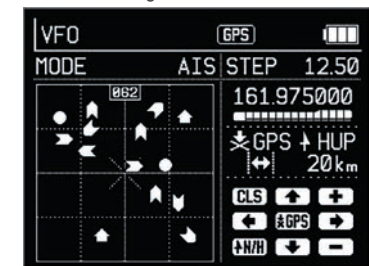 VFO GPS
MODE AIS STEP 12.50
062
161.975000
GPS HUP
20km
CLS +
GPS
N/H -